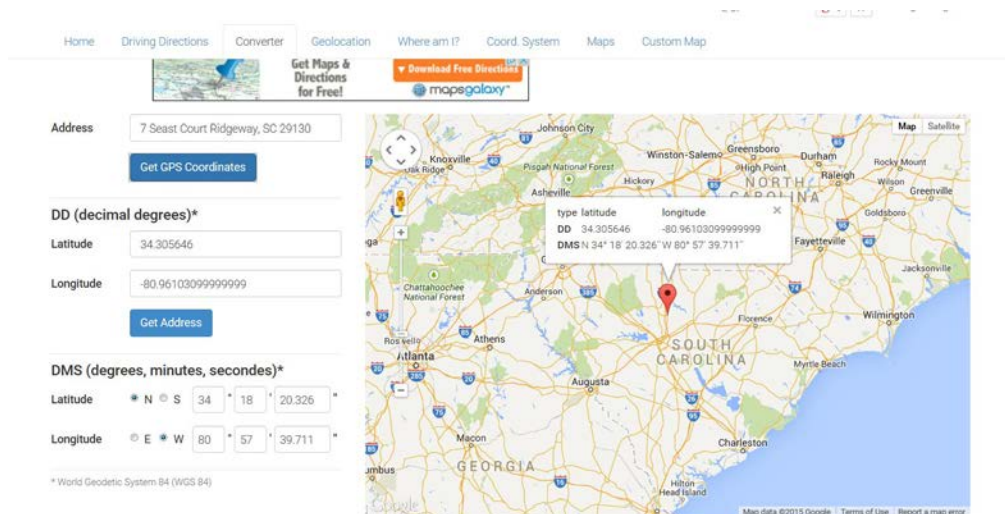 Home Driving Directions Converter Geolocation Where am I? Coord. System Maps Custom Map
Get Maps &
Directions
for Free!
▼ Download Free Directions
mapsgalaxy™
Address 7 Seast Court Ridgeway, SC 29130
Get GPS Coordinates
DD (decimal degrees)*
Latitude 34.305646
Longitude -80.96103099999999
Get Address
DMS (degrees, minutes, secondes)*
Latitude N S 34 ° 18 ' 20.326 "
Longitude E W 80 ° 57 ' 39.711 "
* World Geodetic System 84 (WGS 84)
Map Satellite
type latitude longitude ×
DD 34.305646 -80.96103099999999
DMS N 34° 18' 20.326" W 80° 57' 39.711"
Johnson City
Knoxville
Oak Ridge
Pisgah National Forest
Asheville
Hickory
Winston-Salem
Greensboro
High Point
Durham
Raleigh
Rocky Mount
Wilson
Greenville
NORTH
CAROLINA
Goldsboro
Fayetteville
Jacksonville
Wilmington
Chattahoochee
National Forest
Anderson
Florence
Roswell
Athens
Atlanta
SOUTH
CAROLINA
Myrtle Beach
Augusta
Macon
Charleston
GEORGIA
Hilton
Head Island
umbus
Google
Map data ©2015 Google Terms of Use Report a map error